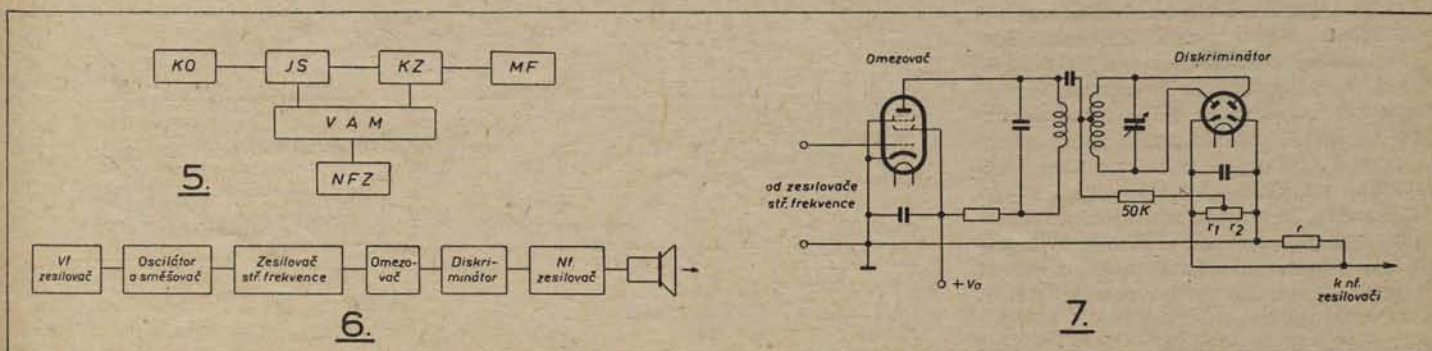 KO JS KZ MF
V A M
NFZ
5.
Vf
zesilovač
Oscilátor
a směšovač
Zesilovač
stř. frekvence
Omezo-
vač
Diskri-
minátor
Nf.
zesilovač
6.
Omezovač
Diskriminátor
od zesilovače
stř. frekvence
50K
r1 r2
r
+Va
k nf.
zesilovači
7.